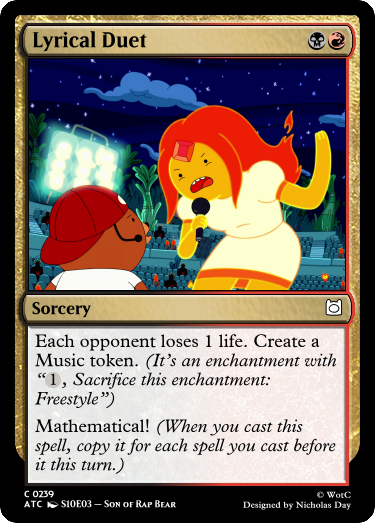 Lyrical Duet
Sorcery
Each opponent loses 1 life. Create a
Music token. (It's an enchantment with
“1, Sacrifice this enchantment:
Freestyle”)
Mathematical! (When you cast this
spell, copy it for each spell you cast before
it this turn.)
C 0239
© WotC
ATC S10E03 – Son of Rap Bear
Designed by Nicholas Day